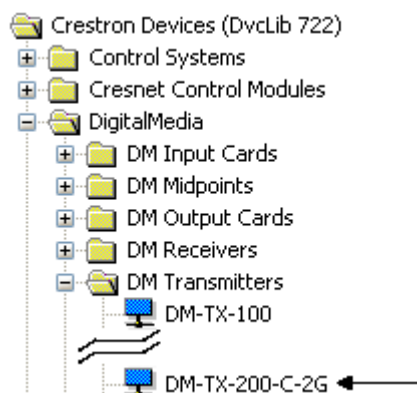 Crestron Devices (DvcLib 722)
Control Systems
Cresnet Control Modules
DigitalMedia
DM Input Cards
DM Midpoints
DM Output Cards
DM Receivers
DM Transmitters
DM-TX-100
DM-TX-200-C-2G